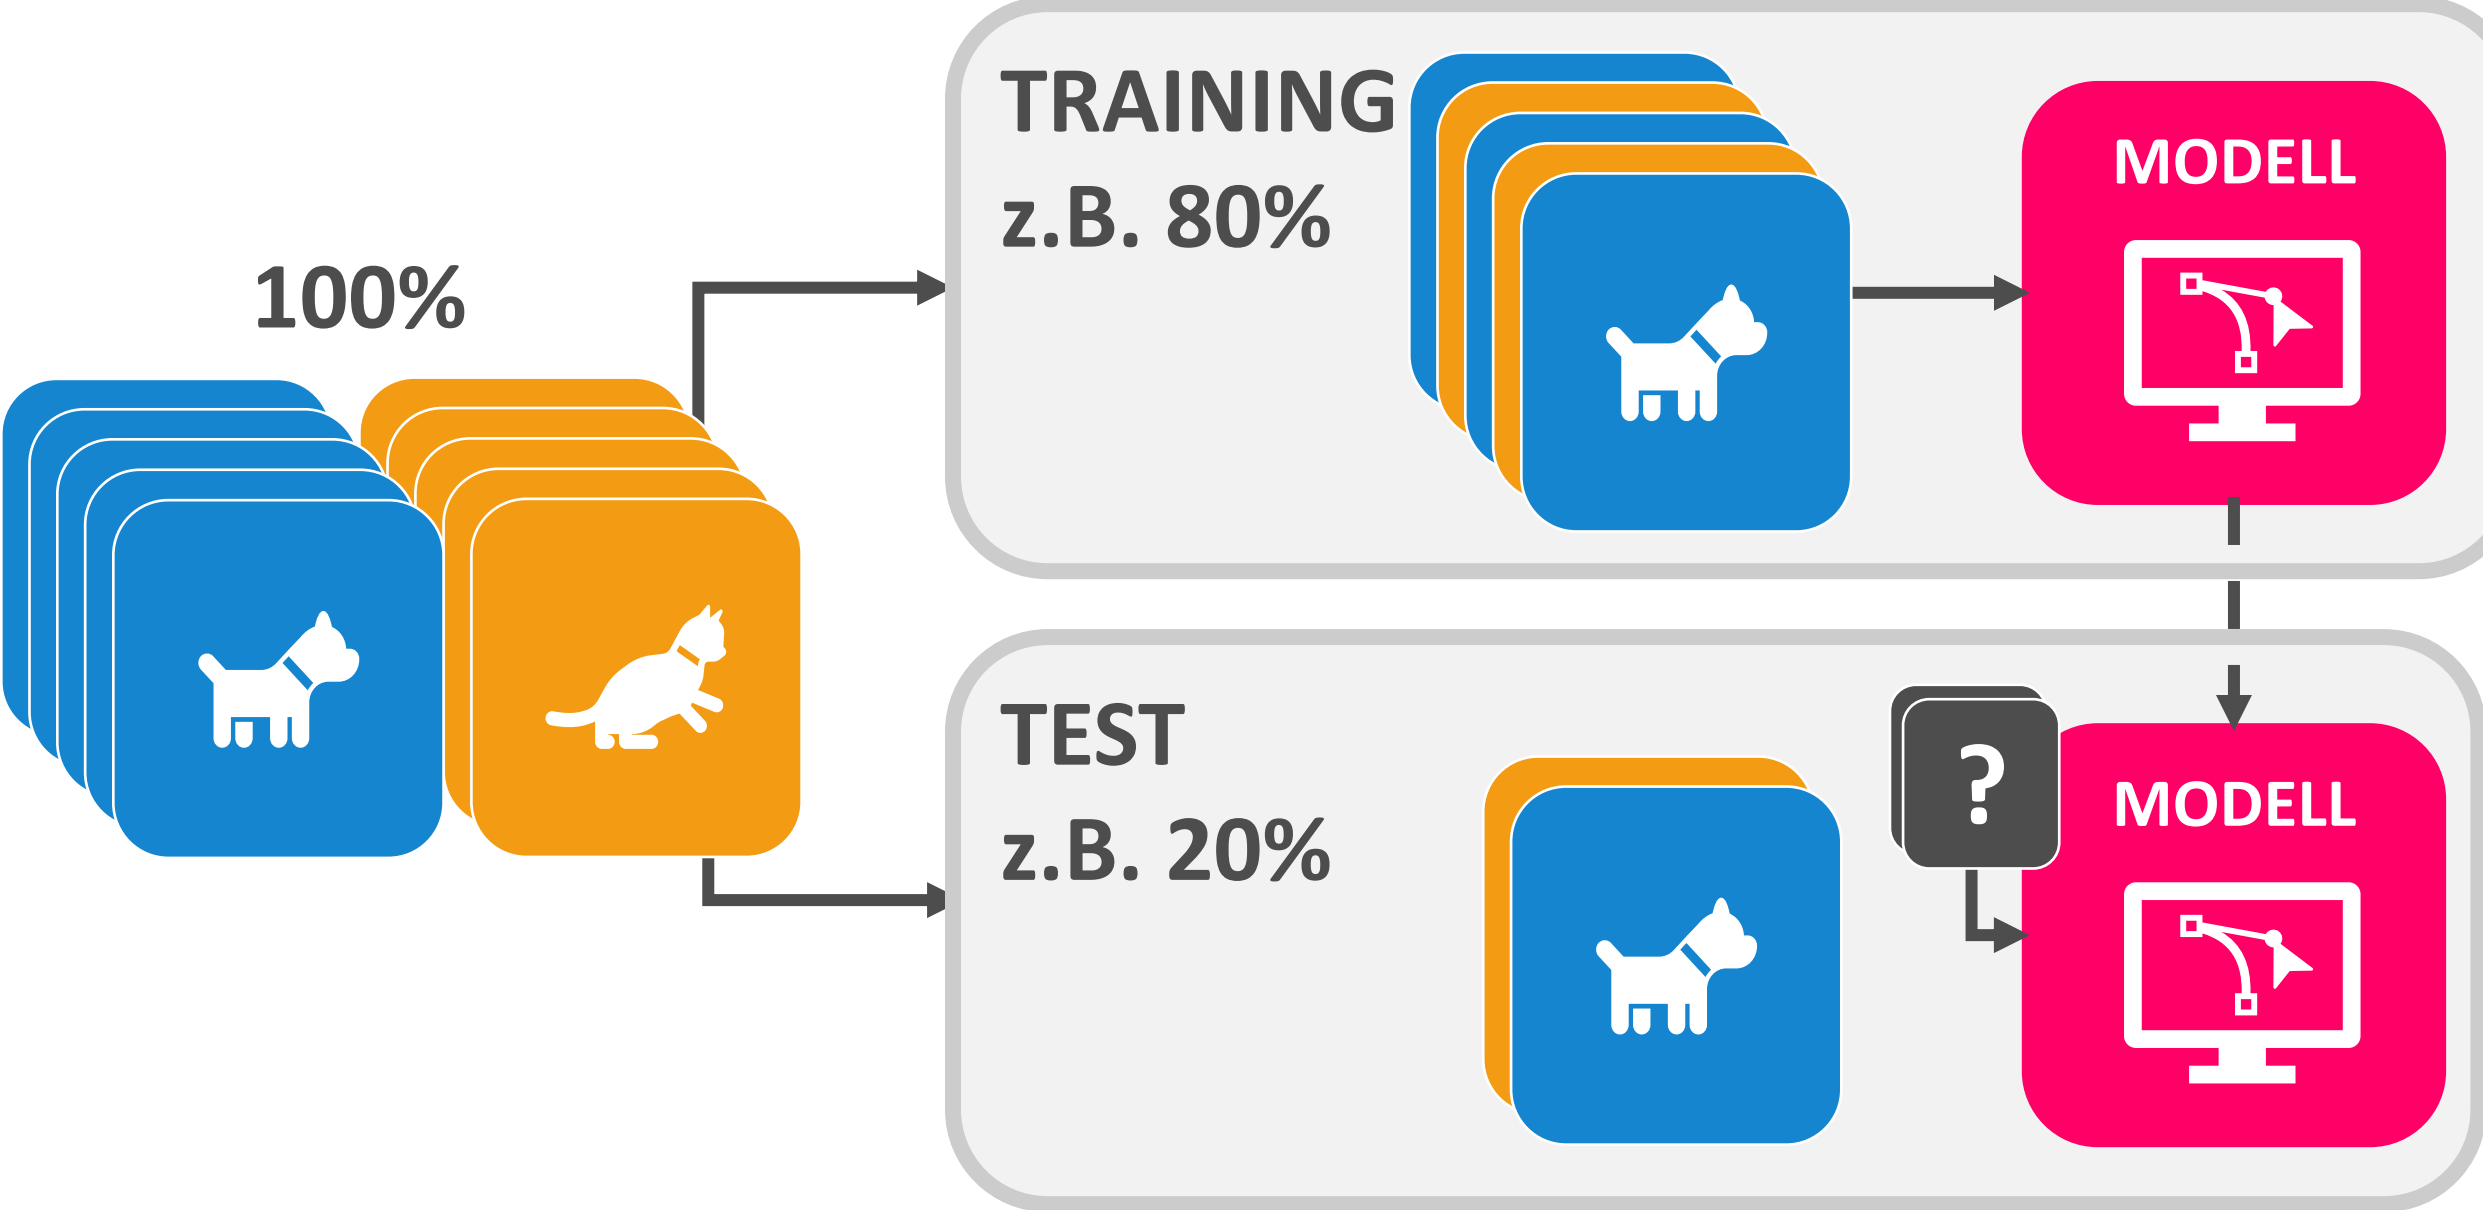 100%
TRAINING
z.B. 80%
MODELL
TEST
z.B. 20%
?
MODELL